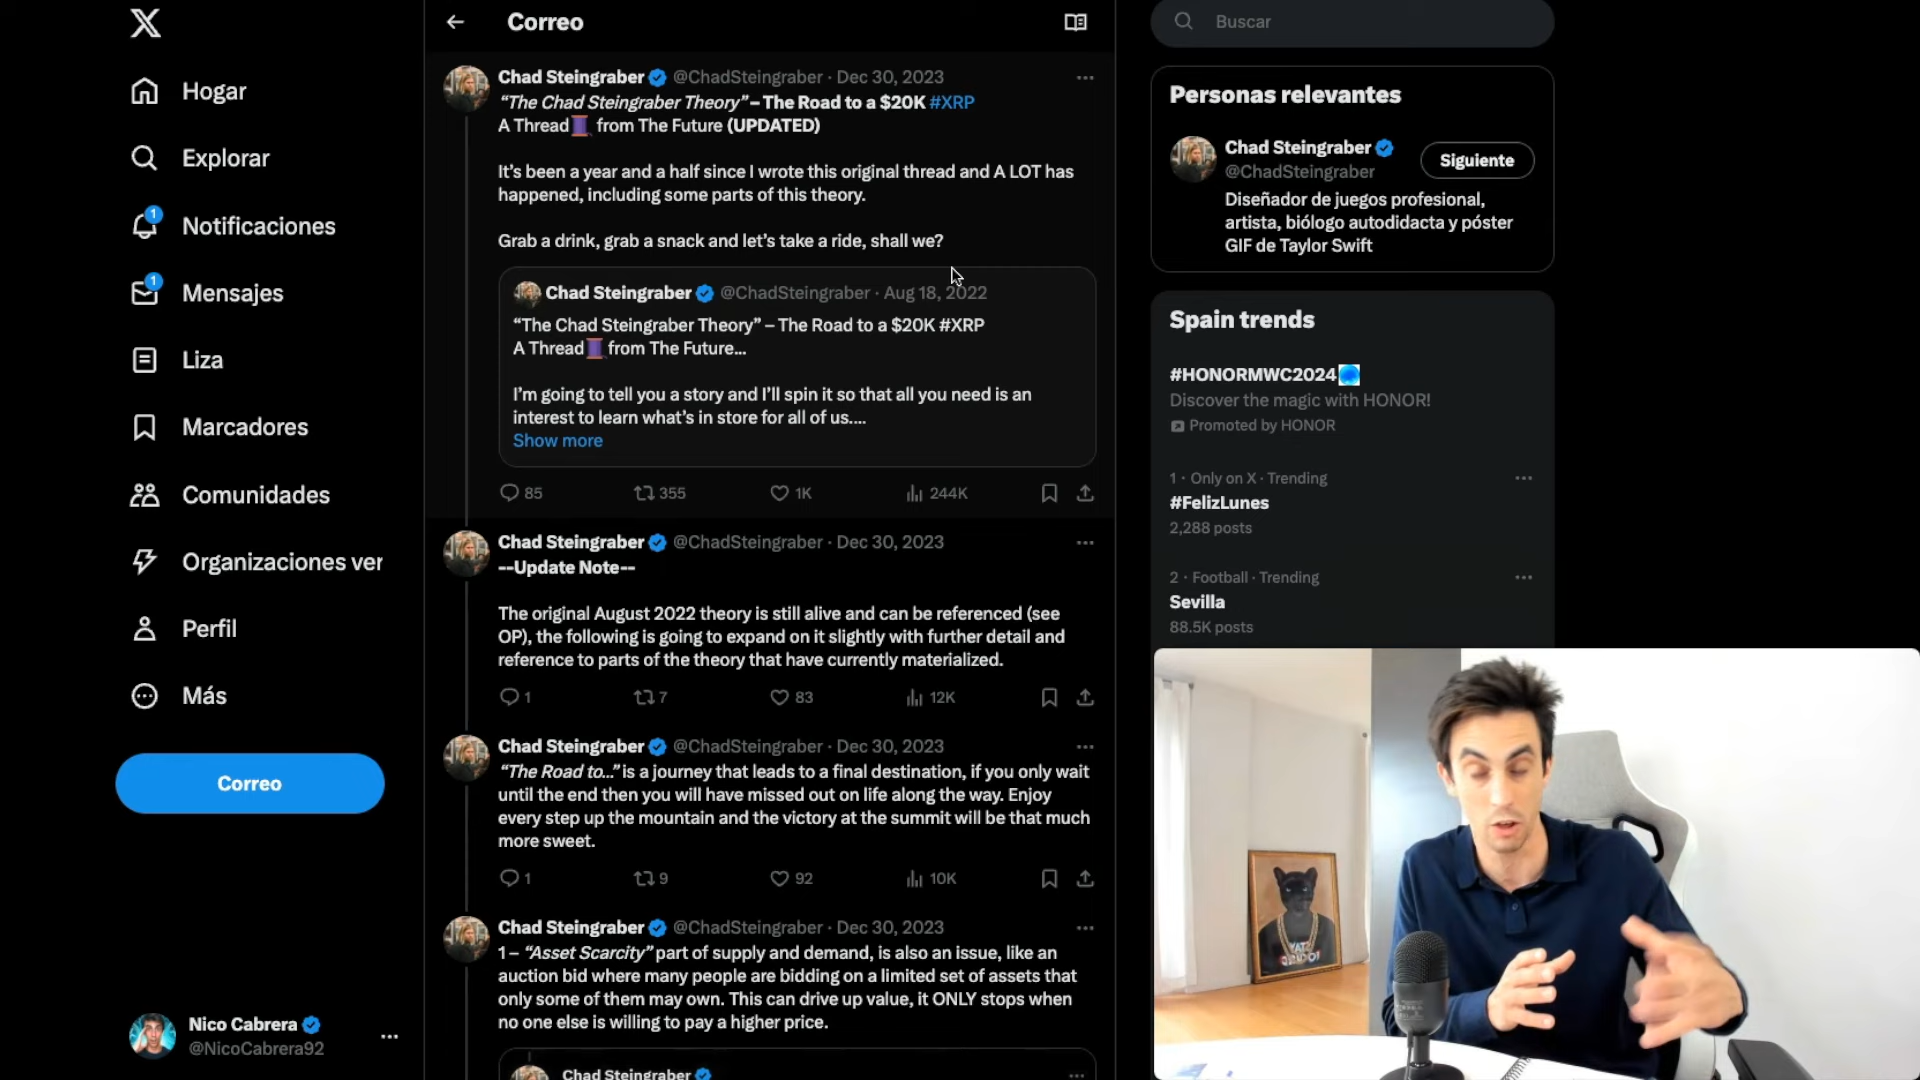 Hogar
Explorar
1
Notificaciones
1
Mensajes
Liza
Marcadores
Comunidades
Organizaciones ver
Perfil
Más
Correo
Nico Cabrera
@NicoCabrera92
Correo
Chad Steingraber @ChadSteingraber · Dec 30, 2023
“The Chad Steingraber Theory” – The Road to a $20K #XRP
A Thread🧵 from The Future (UPDATED)
It’s been a year and a half since I wrote this original thread and A LOT has
happened, including some parts of this theory.
Grab a drink, grab a snack and let’s take a ride, shall we?
Chad Steingraber @ChadSteingraber · Aug 18, 2022
“The Chad Steingraber Theory” – The Road to a $20K #XRP
A Thread🧵 from The Future...
I’m going to tell you a story and I’ll spin it so that all you need is an
interest to learn what’s in store for all of us....
Show more
85 355 1K 244K
Chad Steingraber @ChadSteingraber · Dec 30, 2023
--Update Note--
The original August 2022 theory is still alive and can be referenced (see
OP), the following is going to expand on it slightly with further detail and
reference to parts of the theory that have currently materialized.
1 7 83 12K
Chad Steingraber @ChadSteingraber · Dec 30, 2023
“The Road to...” is a journey that leads to a final destination, if you only wait
until the end then you will have missed out on life along the way. Enjoy
every step up the mountain and the victory at the summit will be that much
more sweet.
1 9 92 10K
Chad Steingraber @ChadSteingraber · Dec 30, 2023
1 – “Asset Scarcity” part of supply and demand, is also an issue, like an
auction bid where many people are bidding on a limited set of assets that
only some of them may own. This can drive up value, it ONLY stops when
no one else is willing to pay a higher price.
Chad Steingraber
Buscar
Personas relevantes
Chad Steingraber
@ChadSteingraber
Siguiente
Diseñador de juegos profesional,
artista, biólogo autodidacta y póster
GIF de Taylor Swift
Spain trends
#HONORMWC2024
Discover the magic with HONOR!
Promoted by HONOR
1 · Only on X · Trending
#FelizLunes
2,288 posts
2 · Football · Trending
Sevilla
88.5K posts